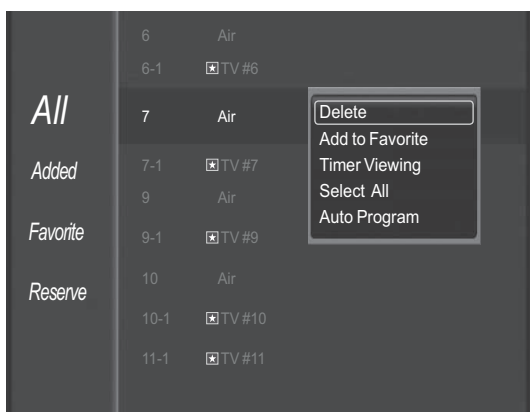 All
Added
Favorite
Reserve
6 Air
6-1 TV #6
7 Air
7-1 TV #7
9 Air
9-1 TV #9
10 Air
10-1 TV #10
11-1 TV #11
Delete
Add to Favorite
Timer Viewing
Select All
Auto Program